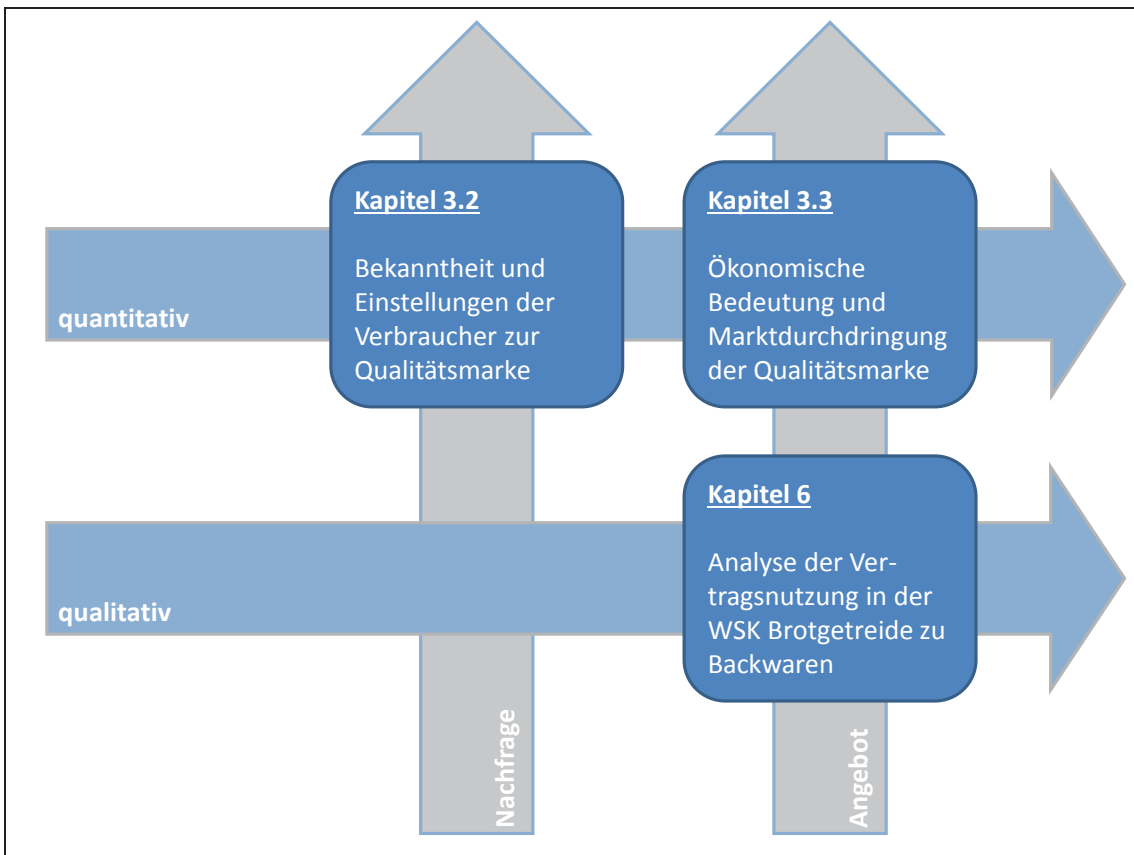 Kapitel 3.2
Bekanntheit und
Einstellungen der
Verbraucher zur
Qualitätsmarke
Kapitel 3.3
Ökonomische
Bedeutung und
Marktdurchdringung
der Qualitätsmarke
quantitativ
Kapitel 6
Analyse der Ver-
tragsnutzung in der
WSK Brotgetreide zu
Backwaren
qualitativ
Nachfrage
Angebot